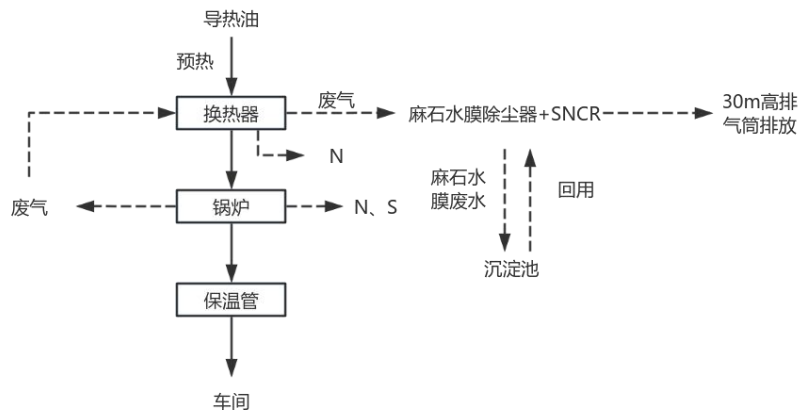 导热油
预热
换热器
废气
麻石水膜除尘器+SNCR
30m高排
气筒排放
N
麻石水
膜废水
回用
废气
锅炉
N、S
沉淀池
保温管
车间